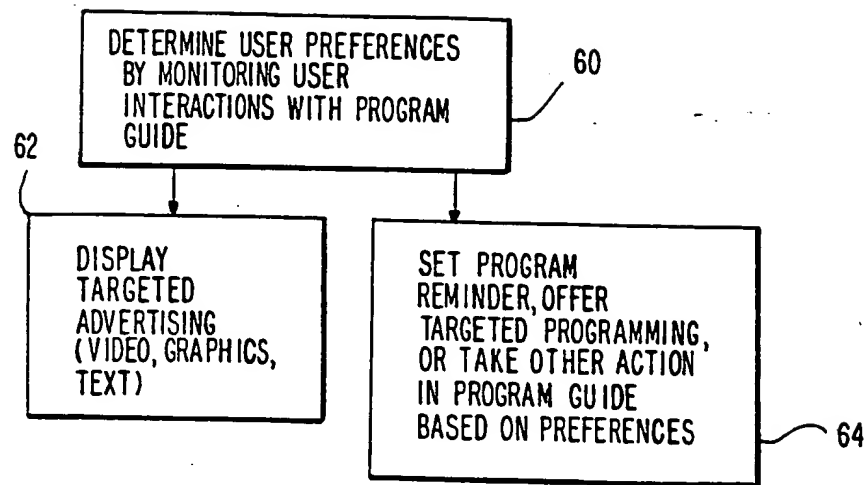 DETERMINE USER PREFERENCES
BY MONITORING USER
INTERACTIONS WITH PROGRAM
GUIDE
60
62
DISPLAY
TARGETED
ADVERTISING
(VIDEO, GRAPHICS,
TEXT)
SET PROGRAM
REMINDER, OFFER
TARGETED PROGRAMMING,
OR TAKE OTHER ACTION
IN PROGRAM GUIDE
BASED ON PREFERENCES
64